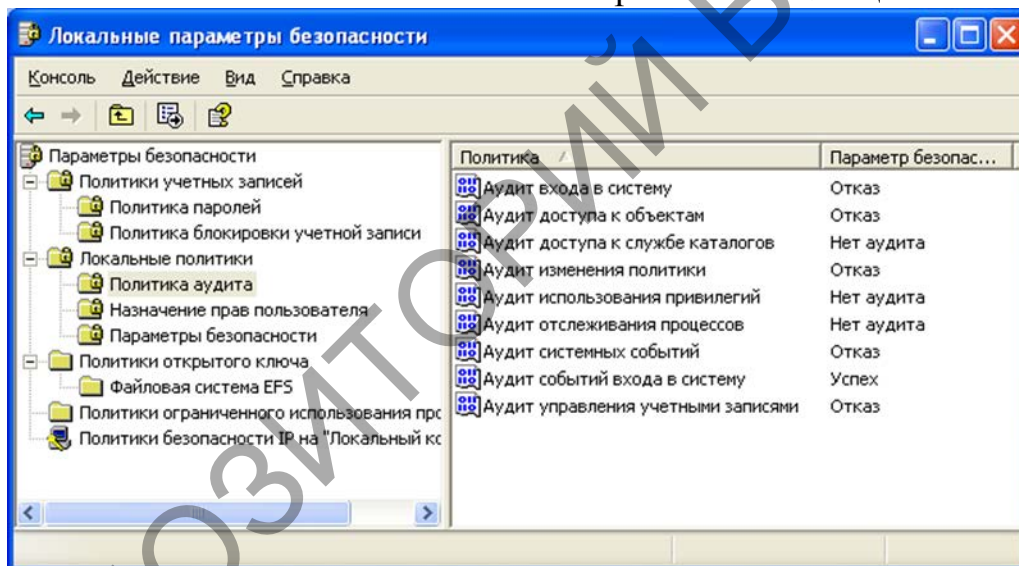 Локальные параметры безопасности
Консоль Действие Вид Справка
Параметры безопасности
Политики учетных записей
Политика паролей
Политика блокировки учетной записи
Локальные политики
Политика аудита
Назначение прав пользователя
Параметры безопасности
Политики открытого ключа
Файловая система EFS
Политики ограниченного использования прс
Политики безопасности IP на "Локальный кс
Политика Параметр безопас...
Аудит входа в систему Отказ
Аудит доступа к объектам Отказ
Аудит доступа к службе каталогов Нет аудита
Аудит изменения политики Отказ
Аудит использования привилегий Нет аудита
Аудит отслеживания процессов Нет аудита
Аудит системных событий Отказ
Аудит событий входа в систему Успех
Аудит управления учетными записями Отказ
ОЗИТОРИЙ Б